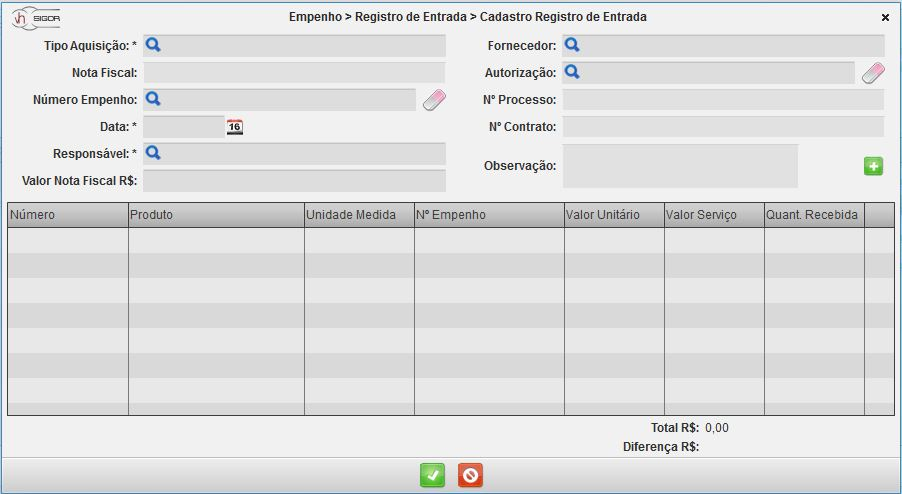 vh SIGOR
Empenho > Registro de Entrada > Cadastro Registro de Entrada
Tipo Aquisição: *
Nota Fiscal:
Número Empenho:
Data: *
16
Responsável: *
Valor Nota Fiscal R$:
Fornecedor:
Autorização:
Nº Processo:
Nº Contrato:
Observação:
Número Produto Unidade Medida Nº Empenho Valor Unitário Valor Serviço Quant. Recebida
Total R$: 0,00
Diferença R$: